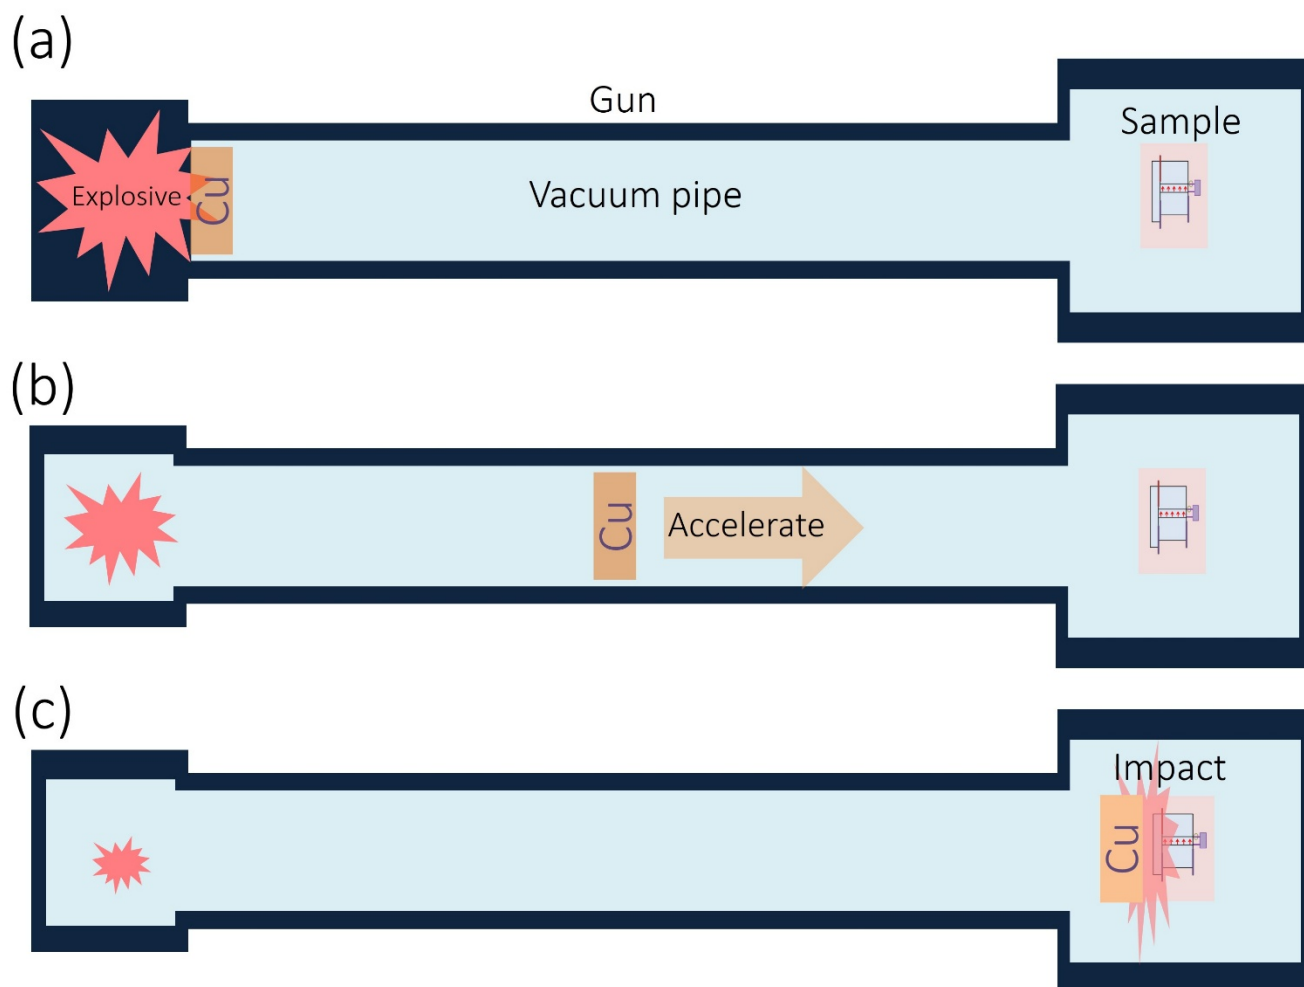 (a)
Gun
Sample
Explosive
Cu
Vacuum pipe
(b)
Cu
Accelerate
(c)
Impact
Cu